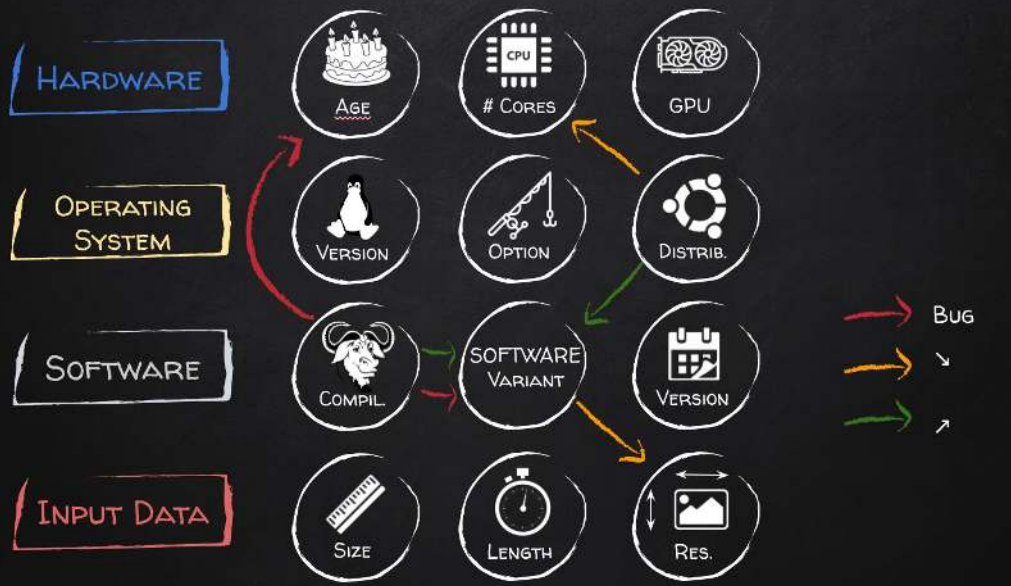 HARDWARE
AGE
CPU
# CORES
GPU
OPERATING
SYSTEM
VERSION
OPTION
DISTRIB.
SOFTWARE
COMPIL.
SOFTWARE
VARIANT
VERSION
BUG
↘
↗
INPUT DATA
SIZE
LENGTH
RES.